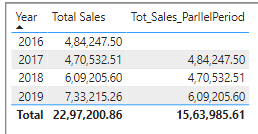 Year Total Sales Tot_Sales_ParllelPeriod
2016 4,84,247.50
2017 4,70,532.51 4,84,247.50
2018 6,09,205.60 4,70,532.51
2019 7,33,215.26 6,09,205.60
Total 22,97,200.86 15,63,985.61